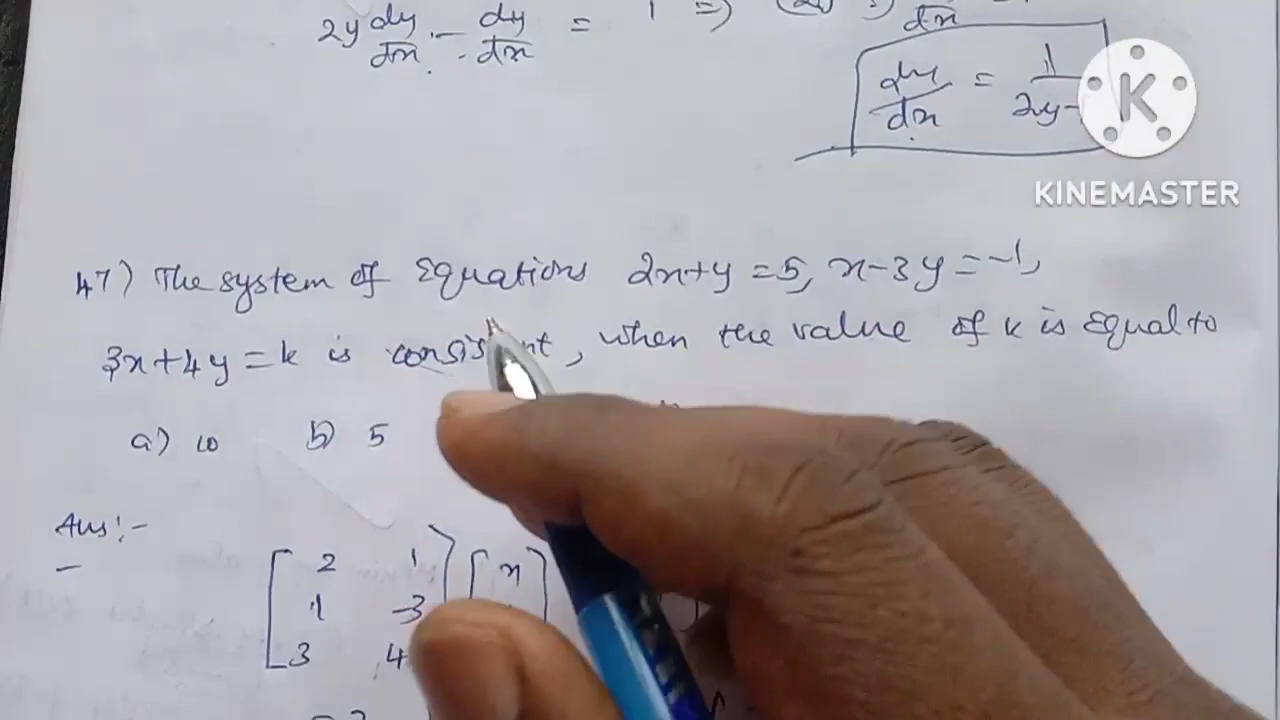 2y dy/dx - dy/dx = 1 =>
dy/dx = 1/2y-
KINEMASTER
47) The system of Equations 2x+y=5, x-3y=-1,
3x+4y=k is consistent, when the value of k is Equal to
a) 10 b) 5
Ans:-
2 1 x
1 -3
3 4